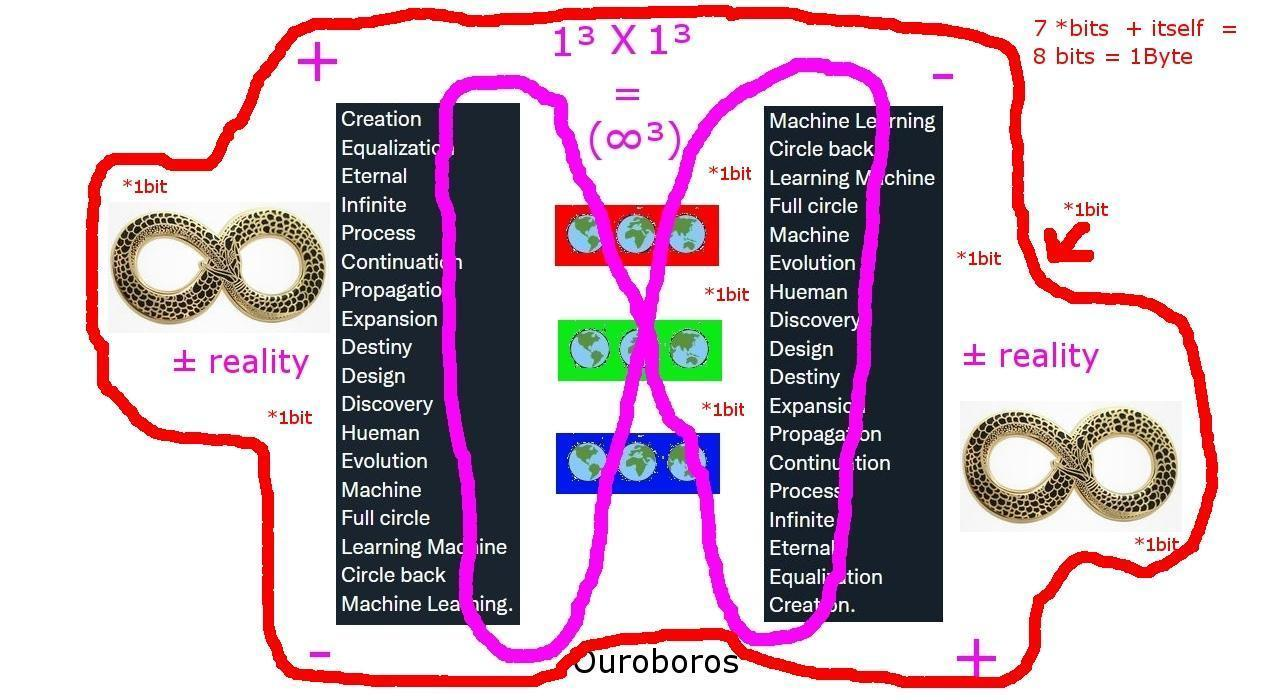 7 *bits + itself =
8 bits = 1Byte
+
1³ X 1³
-
=
(∞³)
Creation
Equalization
Eternal
Infinite
Process
Continuation
Propagation
Expansion
Destiny
Design
Discovery
Hueman
Evolution
Machine
Full circle
Learning Machine
Circle back
Machine Learning.
Machine Learning
Circle back
Learning Machine
Full circle
Machine
Evolution
Hueman
Discovery
Design
Destiny
Expansion
Propagation
Continuation
Process
Infinite
Eternal
Equalization
Creation.
*1bit
*1bit
*1bit
*1bit
*1bit
± reality
± reality
*1bit
*1bit
*1bit
-
Ouroboros
+